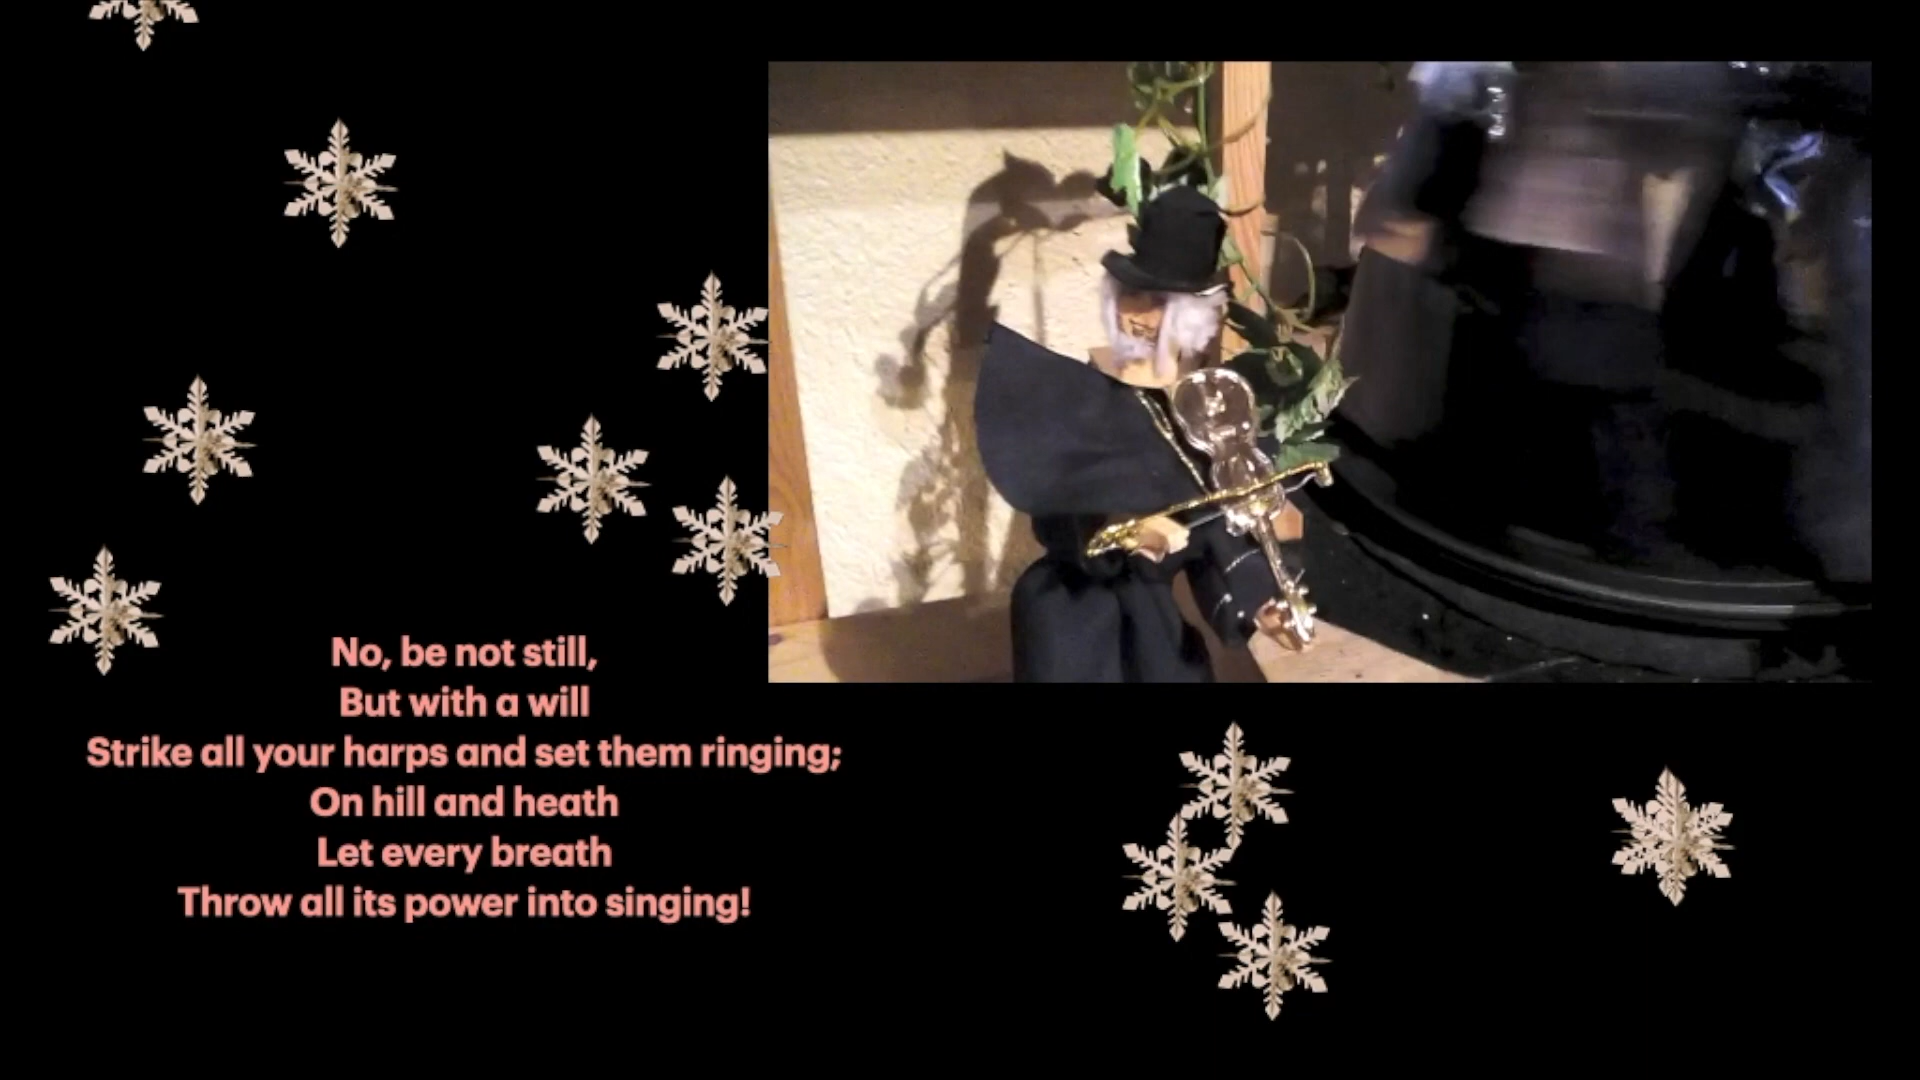 No, be not still,
But with a will
Strike all your harps and set them ringing;
On hill and heath
Let every breath
Throw all its power into singing!